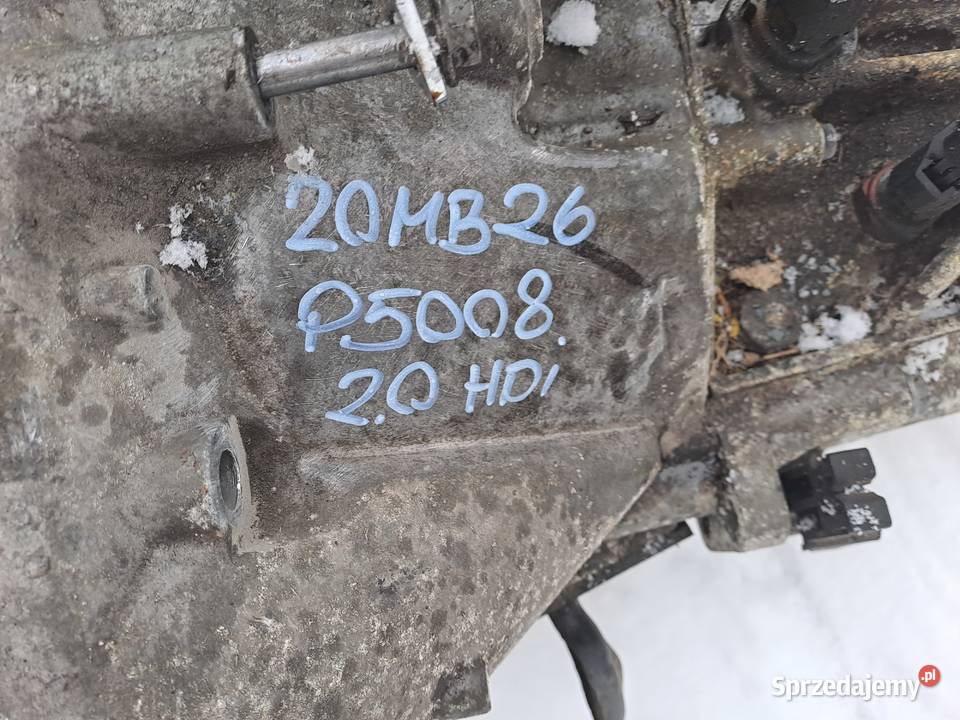 20MB26
P5008.
2.0 HDi
Sprzedajemy.pl